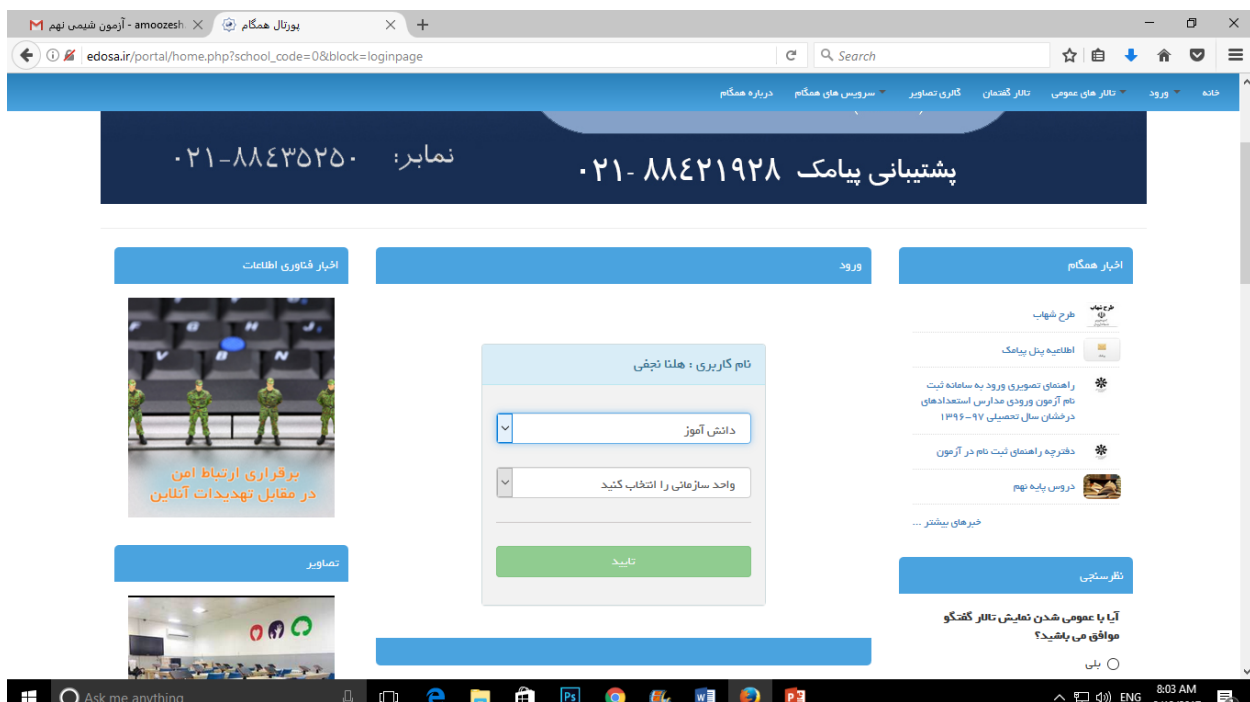 آزمون شیمی نهم - amoozesh
پورتال همگام
edosa.ir/portal/home.php?school_code=0&block=loginpage
Search
خانه ورود تالار های عمومی تالار گفتمان گالری تصاویر سرویس های همگام درباره همگام
پشتیبانی پیامک ۸۸۴۲۱۹۲۸ -۰۲۱
نمابر: ۰۲۱-۸۸۴۳۵۲۵۰
اخبار همگام
طرح شهاب
اطلاعیه پنل پیامک
راهنمای تصویری ورود به سامانه ثبت
نام آزمون ورودی مدارس استعدادهای
درخشان سال تحصیلی ۹۷-۱۳۹۶
دفترچه راهنمای ثبت نام در آزمون
دروس پایه نهم
خبرهای بیشتر ...
نظرسنجی
آیا با عمومی شدن نمایش تالار گفتگو
موافق می باشید؟
بلی
ورود
نام کاربری : هلنا نجفی
دانش آموز
واحد سازمانی را انتخاب کنید
تایید
اخبار فناوری اطلاعات
G H J
V B N
برقراری ارتباط امن
در مقابل تهدیدات آنلاین
تصاویر
Ask me anything
ENG
8:03 AM